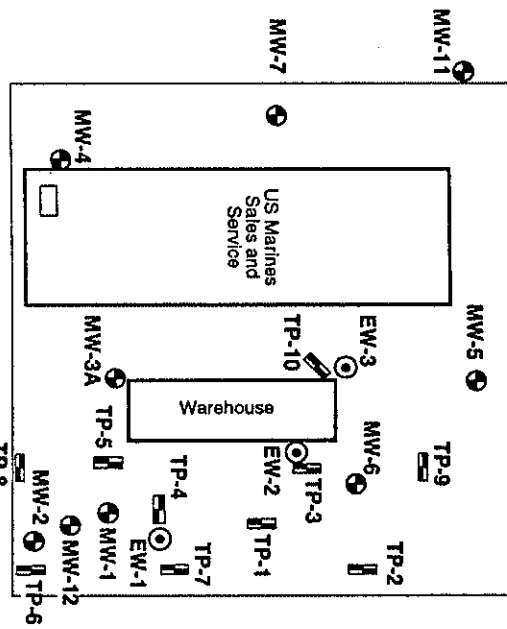 MW-11
MW-7
MW-4
US Marines
Sales and
Service
MW-5
EW-3
TP-10
MW-3A
Warehouse
TP-9
MW-6
TP-3
EW-2
TP-5
TP-4
TP-1
TP-2
TP-7
EW-1
MW-1
MW-12
MW-2
TP-6